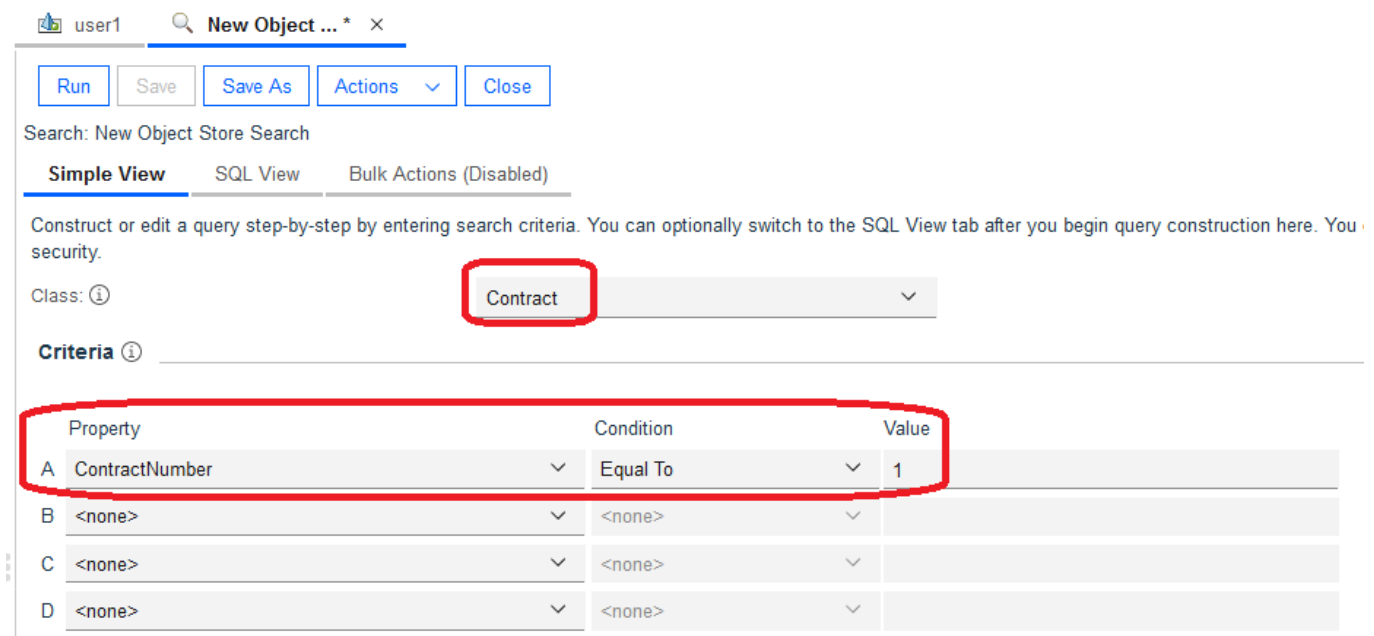 user1 New Object ... * ×
Run Save Save As Actions Close
Search: New Object Store Search
Simple View SQL View Bulk Actions (Disabled)
Construct or edit a query step-by-step by entering search criteria. You can optionally switch to the SQL View tab after you begin query construction here. You
security.
Class: Contract
Criteria
Property Condition Value
A ContractNumber Equal To 1
B <none> <none>
C <none> <none>
D <none> <none>